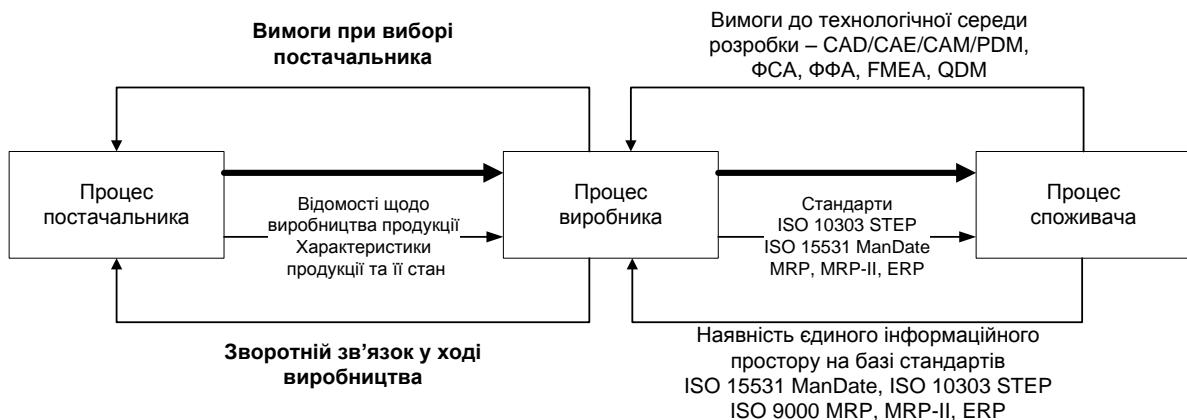 Вимоги при виборі
постачальника
Вимоги до технологічної среди
розробки – CAD/CAE/CAM/PDM,
ФСА, ФФА, FMEA, QDM
Процес
постачальника
Відомості щодо
виробництва продукції
Характеристики
продукції та її стан
Процес
виробника
Стандарти
ISO 10303 STEP
ISO 15531 ManDate
MRP, MRP-II, ERP
Процес
споживача
Зворотній зв’язок у ході
виробництва
Наявність єдиного інформаційного
простору на базі стандартів
ISO 15531 ManDate, ISO 10303 STEP
ISO 9000 MRP, MRP-II, ERP